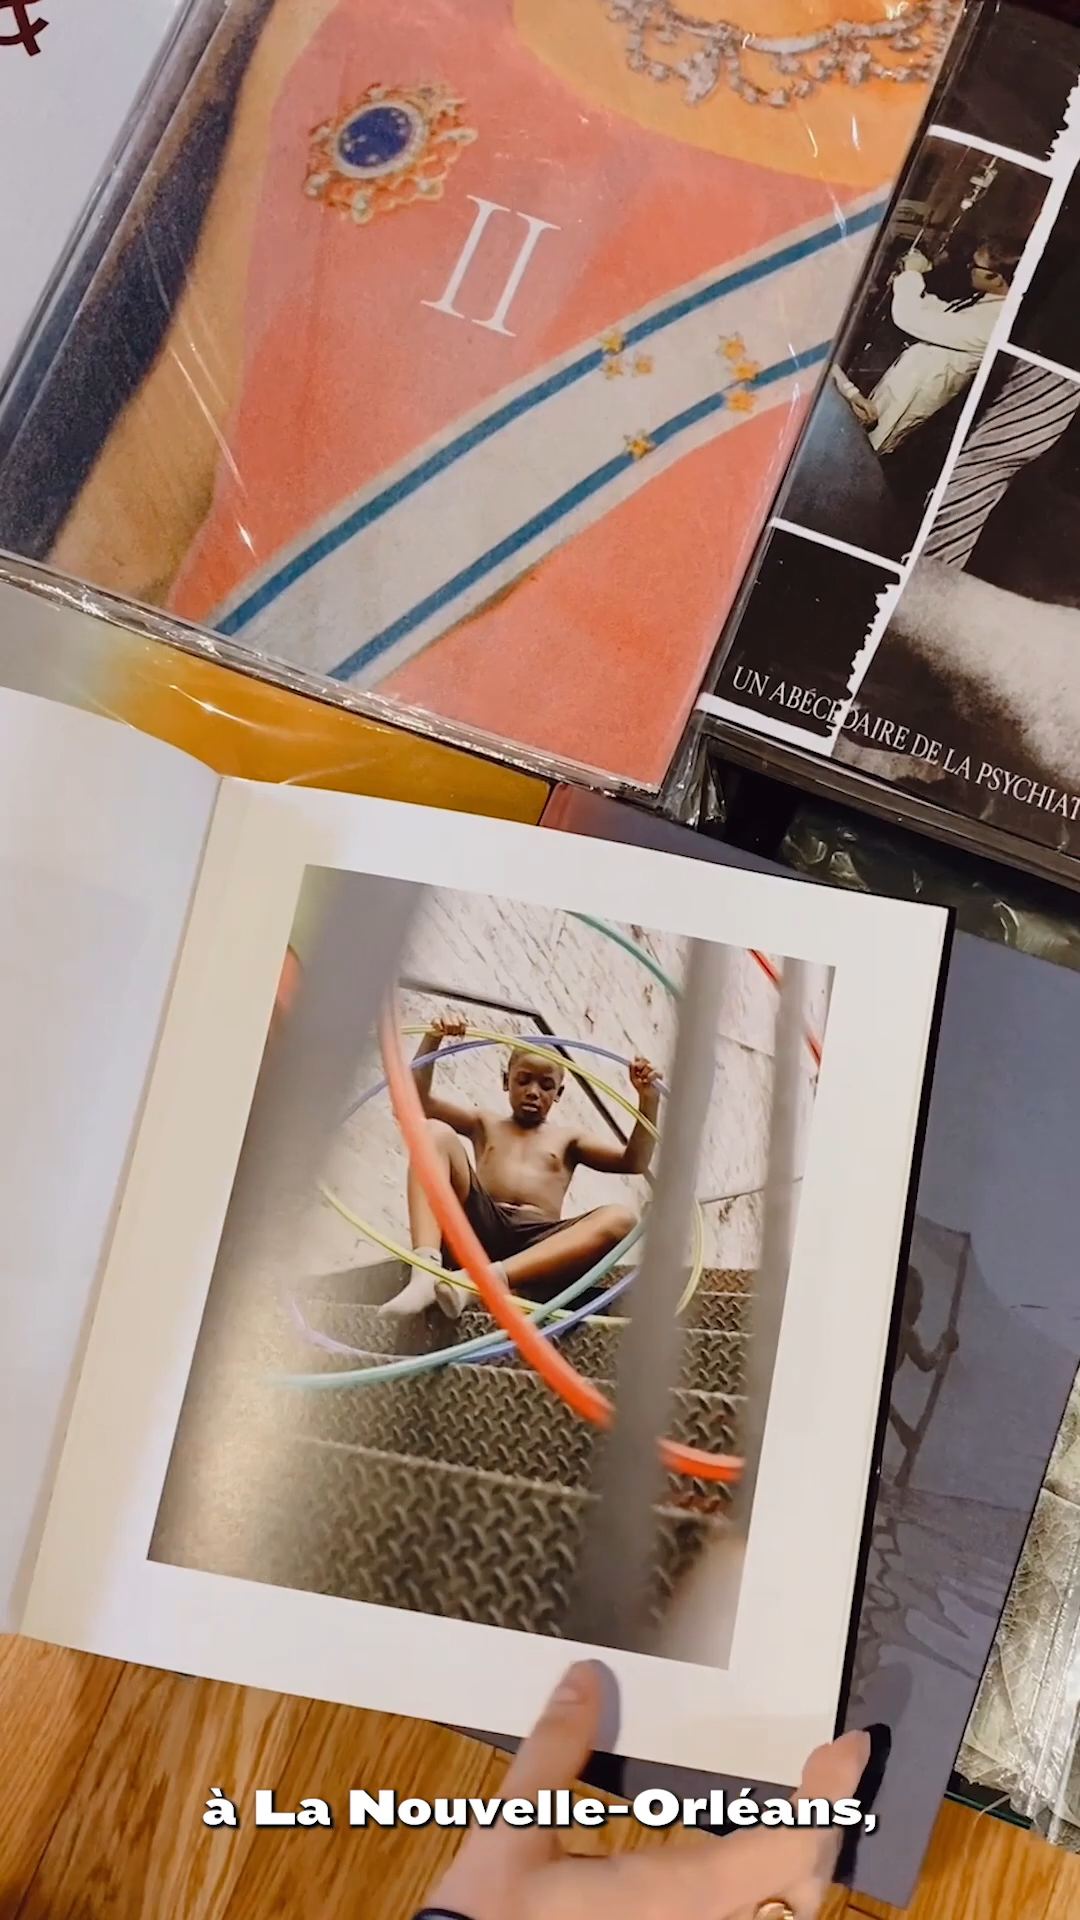 II
UN ABÉCÉDAIRE DE LA PSYCHIAT
à La Nouvelle-Orléans,